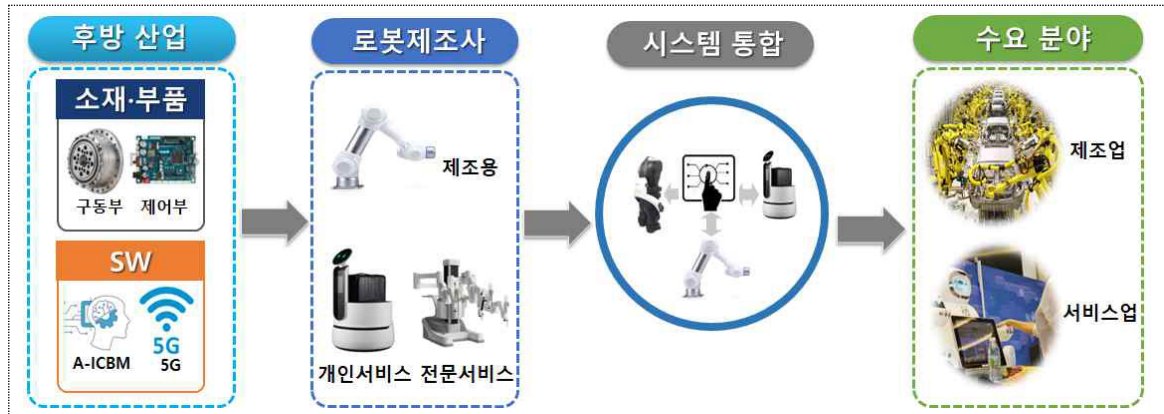 후방 산업
로봇제조사
시스템 통합
수요 분야
소재·부품
구동부 제어부
SW
A-ICBM
5G
5G
제조용
개인서비스 전문서비스
제조업
서비스업